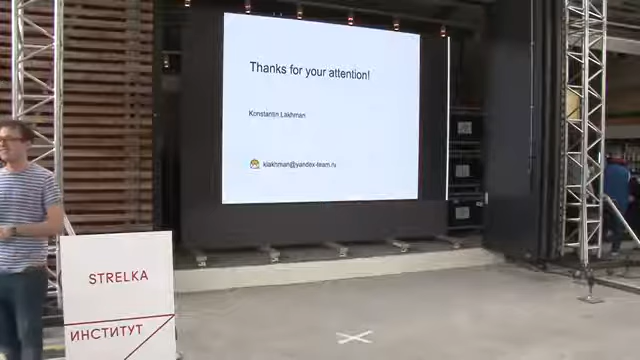 Thanks for your attention!
Konstantin Lakhman
klakhman@yandex-team.ru
STRELKA
ИНСТИТУТ